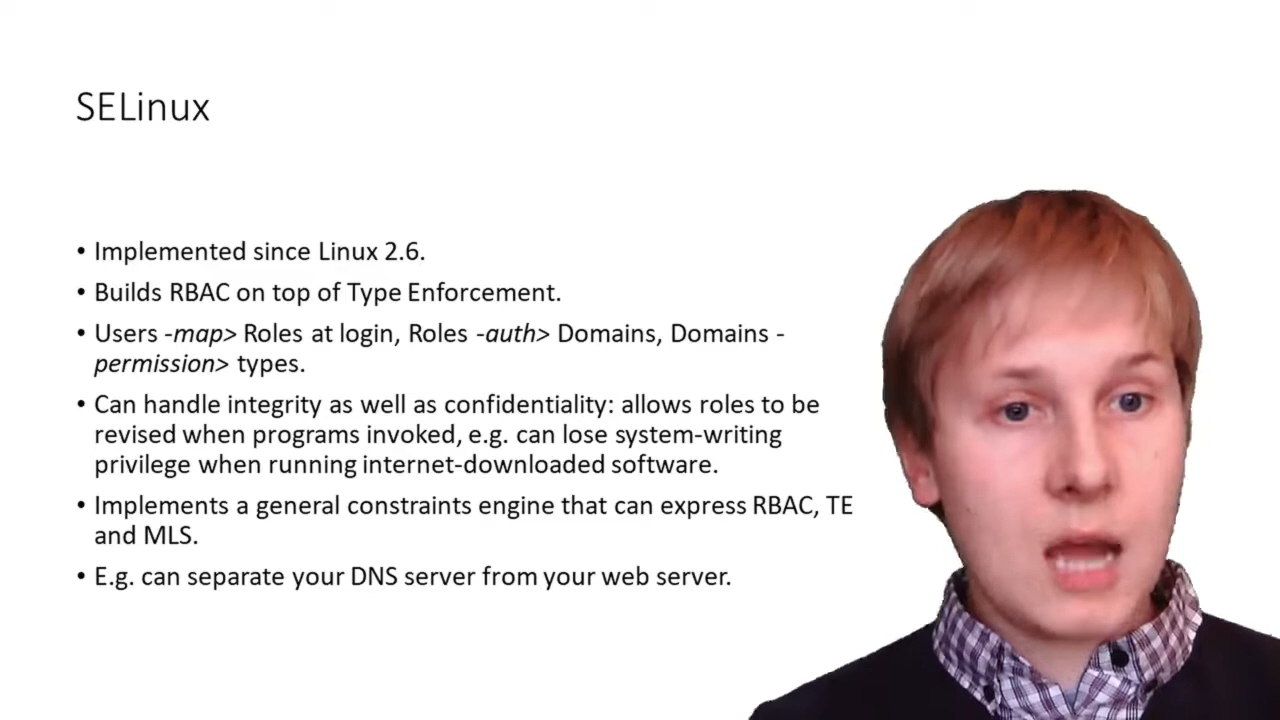 SELinux
• Implemented since Linux 2.6.
• Builds RBAC on top of Type Enforcement.
• Users -map> Roles at login, Roles -auth> Domains, Domains -
permission> types.
• Can handle integrity as well as confidentiality: allows roles to be
revised when programs invoked, e.g. can lose system-writing
privilege when running internet-downloaded software.
• Implements a general constraints engine that can express RBAC, TE
and MLS.
• E.g. can separate your DNS server from your web server.